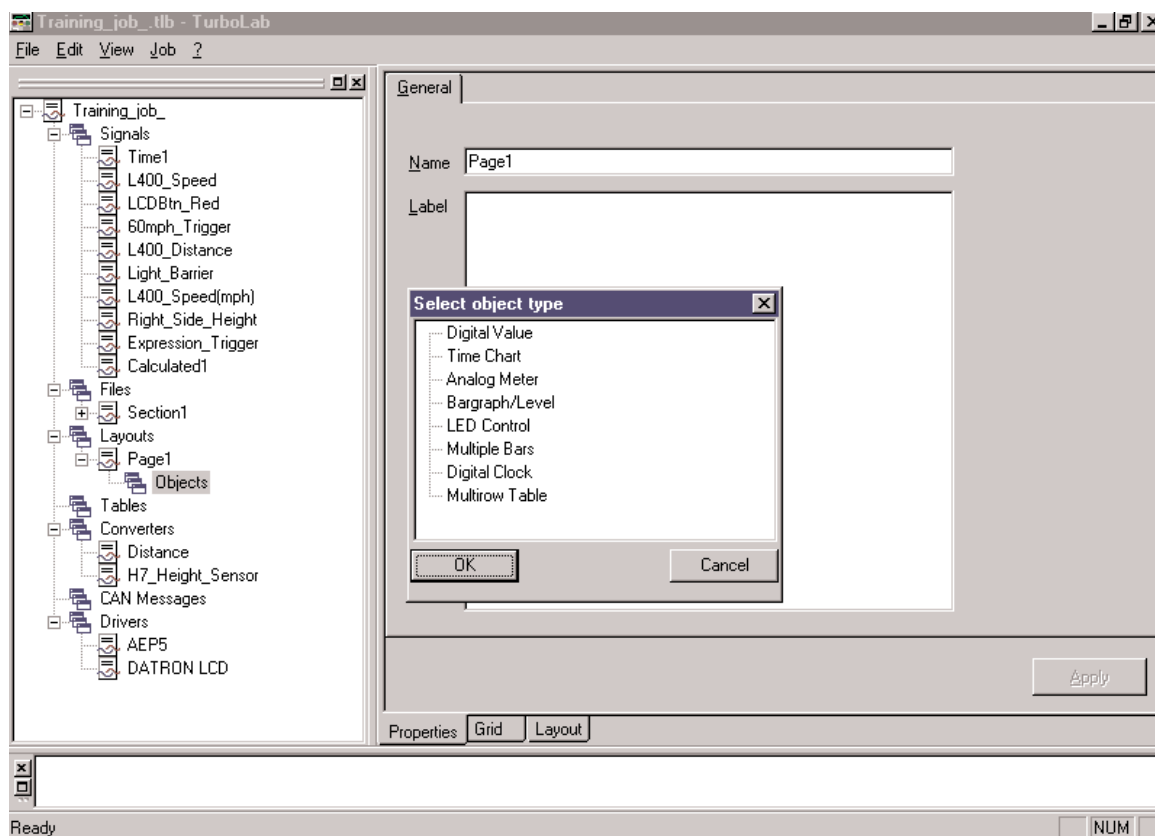 Training_job_.tlb - TurboLab
File Edit View Job ?
Training_job_
Signals
Time1
L400_Speed
LCDBtn_Red
60mph_Trigger
L400_Distance
Light_Barrier
L400_Speed(mph)
Right_Side_Height
Expression_Trigger
Calculated1
Files
Section1
Layouts
Page1
Objects
Tables
Converters
Distance
H7_Height_Sensor
CAN Messages
Drivers
AEP5
DATRON LCD
General
Name Page1
Label
Select object type
Digital Value
Time Chart
Analog Meter
Bargraph/Level
LED Control
Multiple Bars
Digital Clock
Multirow Table
OK Cancel
Apply
Properties Grid Layout
Ready NUM